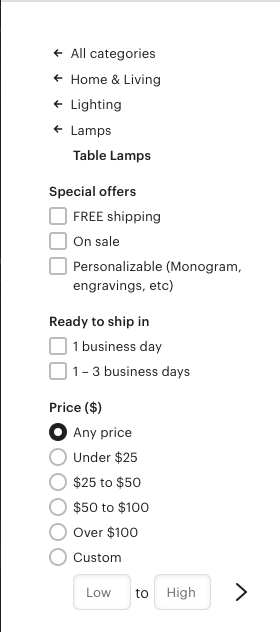 ← All categories
← Home & Living
← Lighting
← Lamps
Table Lamps
Special offers
FREE shipping
On sale
Personalizable (Monogram,
engravings, etc)
Ready to ship in
1 business day
1 – 3 business days
Price ($)
Any price
Under $25
$25 to $50
$50 to $100
Over $100
Custom
Low to High